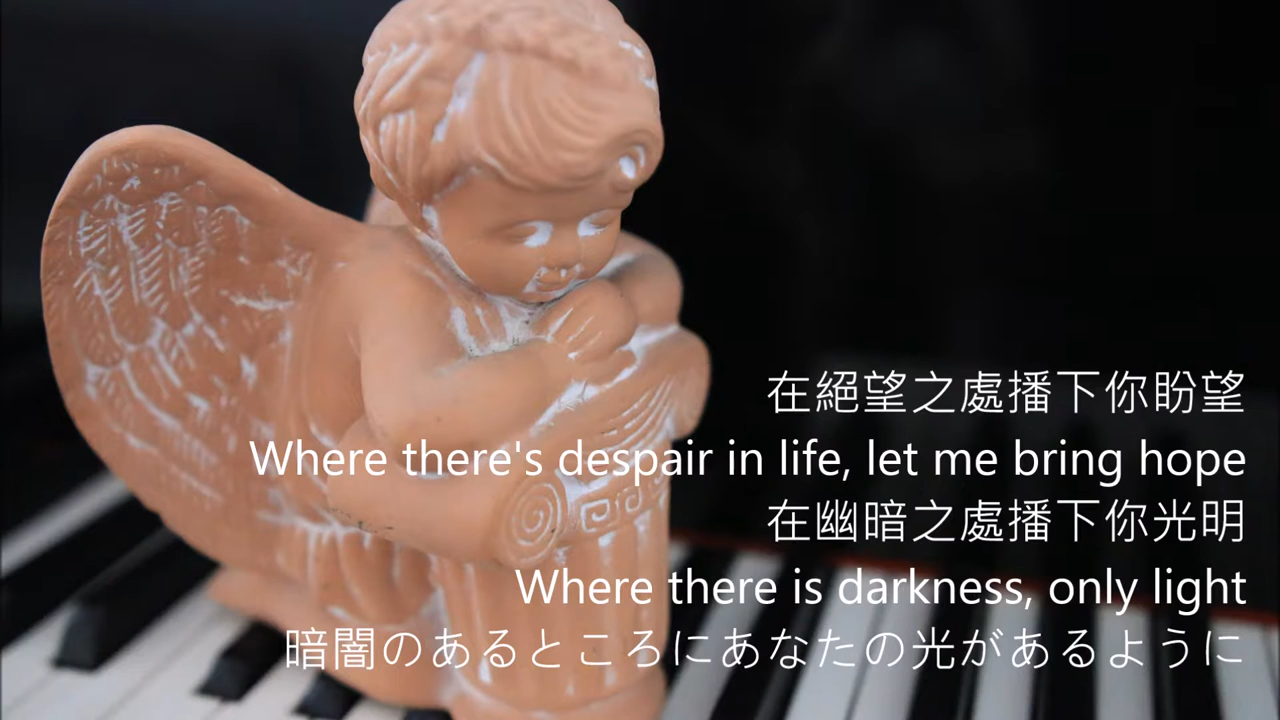 在絕望之處播下你盼望
Where there's despair in life, let me bring hope
在幽暗之處播下你光明
Where there is darkness, only light
暗闇のあるところにあなたの光があるように